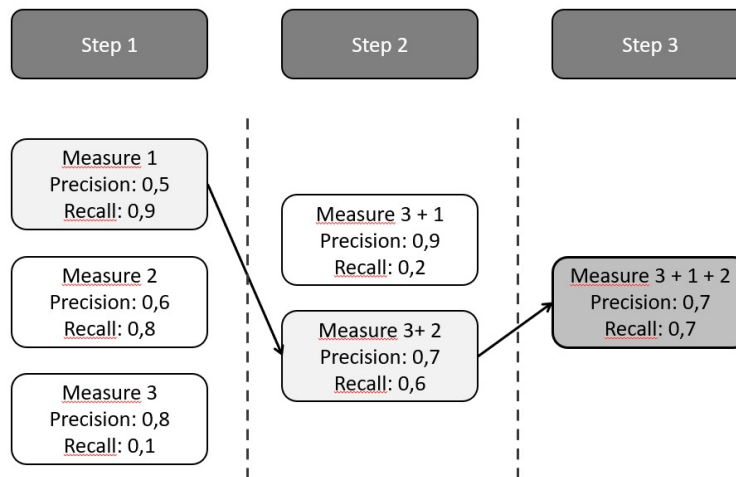 Step 1
Step 2
Step 3
Measure 1
Precision: 0,5
Recall: 0,9
Measure 2
Precision: 0,6
Recall: 0,8
Measure 3
Precision: 0,8
Recall: 0,1
Measure 3 + 1
Precision: 0,9
Recall: 0,2
Measure 3+ 2
Precision: 0,7
Recall: 0,6
Measure 3 + 1 + 2
Precision: 0,7
Recall: 0,7